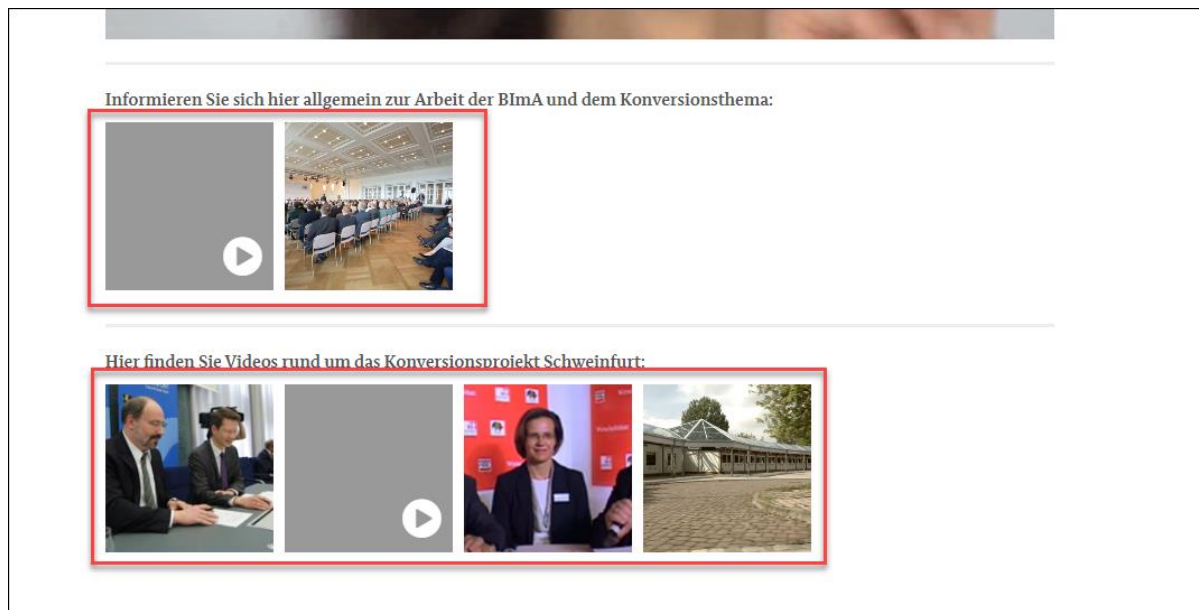 Informieren Sie sich hier allgemein zur Arbeit der BImA und dem Konversionsthema:
Hier finden Sie Videos rund um das Konversionsprojekt Schweinfurt: